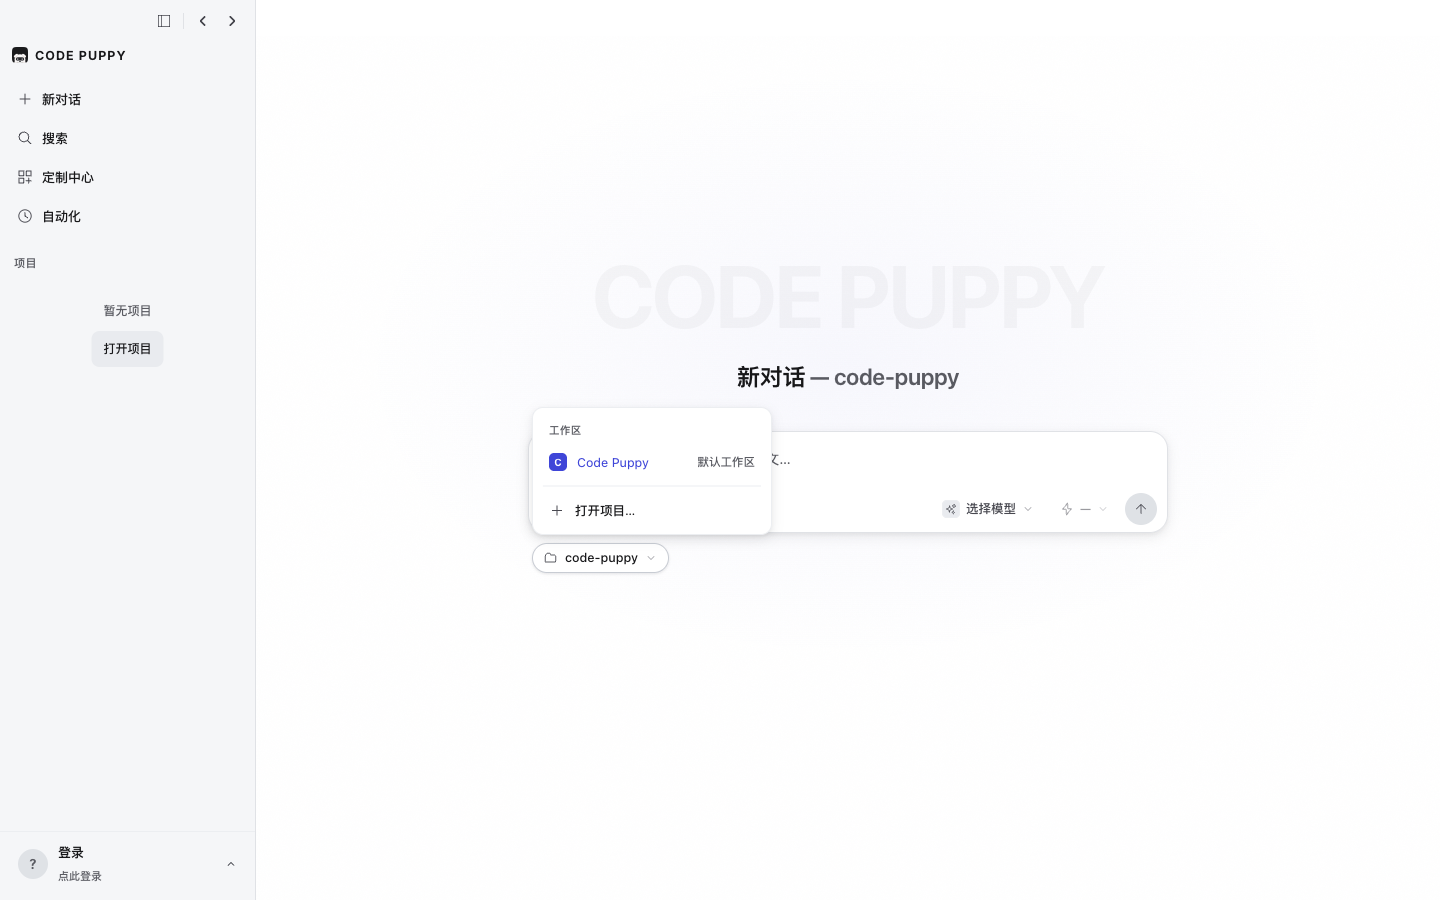 CODE PUPPY
新对话
搜索
定制中心
自动化
项目
暂无项目
打开项目
?
登录
点此登录
CODE PUPPY
新对话 — code-puppy
工作区
C Code Puppy 默认工作区
打开项目...
文...
选择模型
—
code-puppy